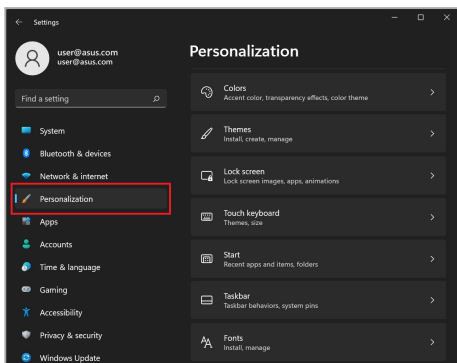 Settings
user@asus.com
user@asus.com
Find a setting
System
Bluetooth & devices
Network & internet
Personalization
Apps
Accounts
Time & language
Gaming
Accessibility
Privacy & security
Windows Update
Personalization
Colors
Accent color, transparency effects, color theme
Themes
Install, create, manage
Lock screen
Lock screen images, apps, animations
Touch keyboard
Themes, size
Start
Recent apps and items, folders
Taskbar
Taskbar behaviors, system pins
Fonts
Install, manage